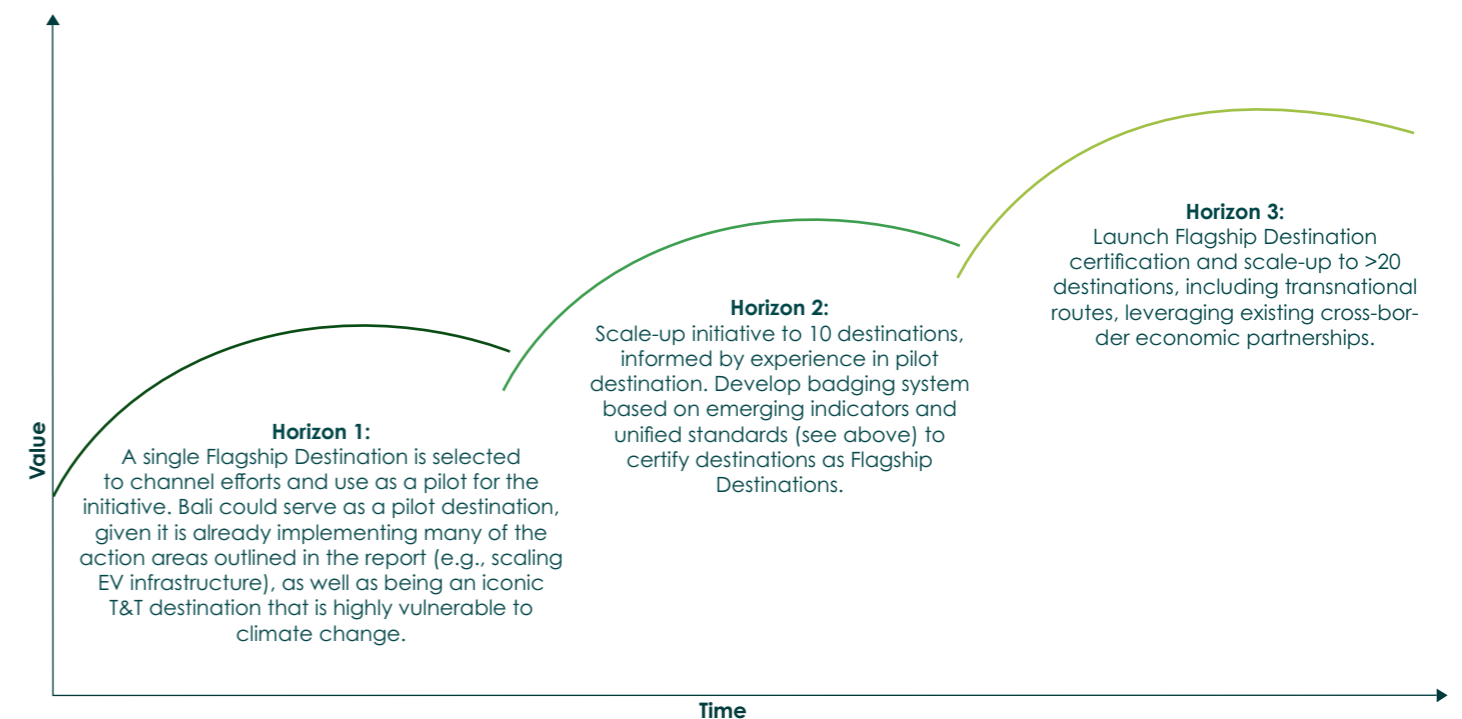 Horizon 3:
Launch Flagship Destination
certification and scale-up to >20
destinations, including transnational
routes, leveraging existing cross-bor-
der economic partnerships.
Horizon 2:
Scale-up initiative to 10 destinations,
informed by experience in pilot
destination. Develop badging system
based on emerging indicators and
unified standards (see above) to
certify destinations as Flagship
Destinations.
Horizon 1:
A single Flagship Destination is selected
to channel efforts and use as a pilot for the
initiative. Bali could serve as a pilot destination,
given it is already implementing many of the
action areas outlined in the report (e.g., scaling
EV infrastructure), as well as being an iconic
T&T destination that is highly vulnerable to
climate change.
Value
Time